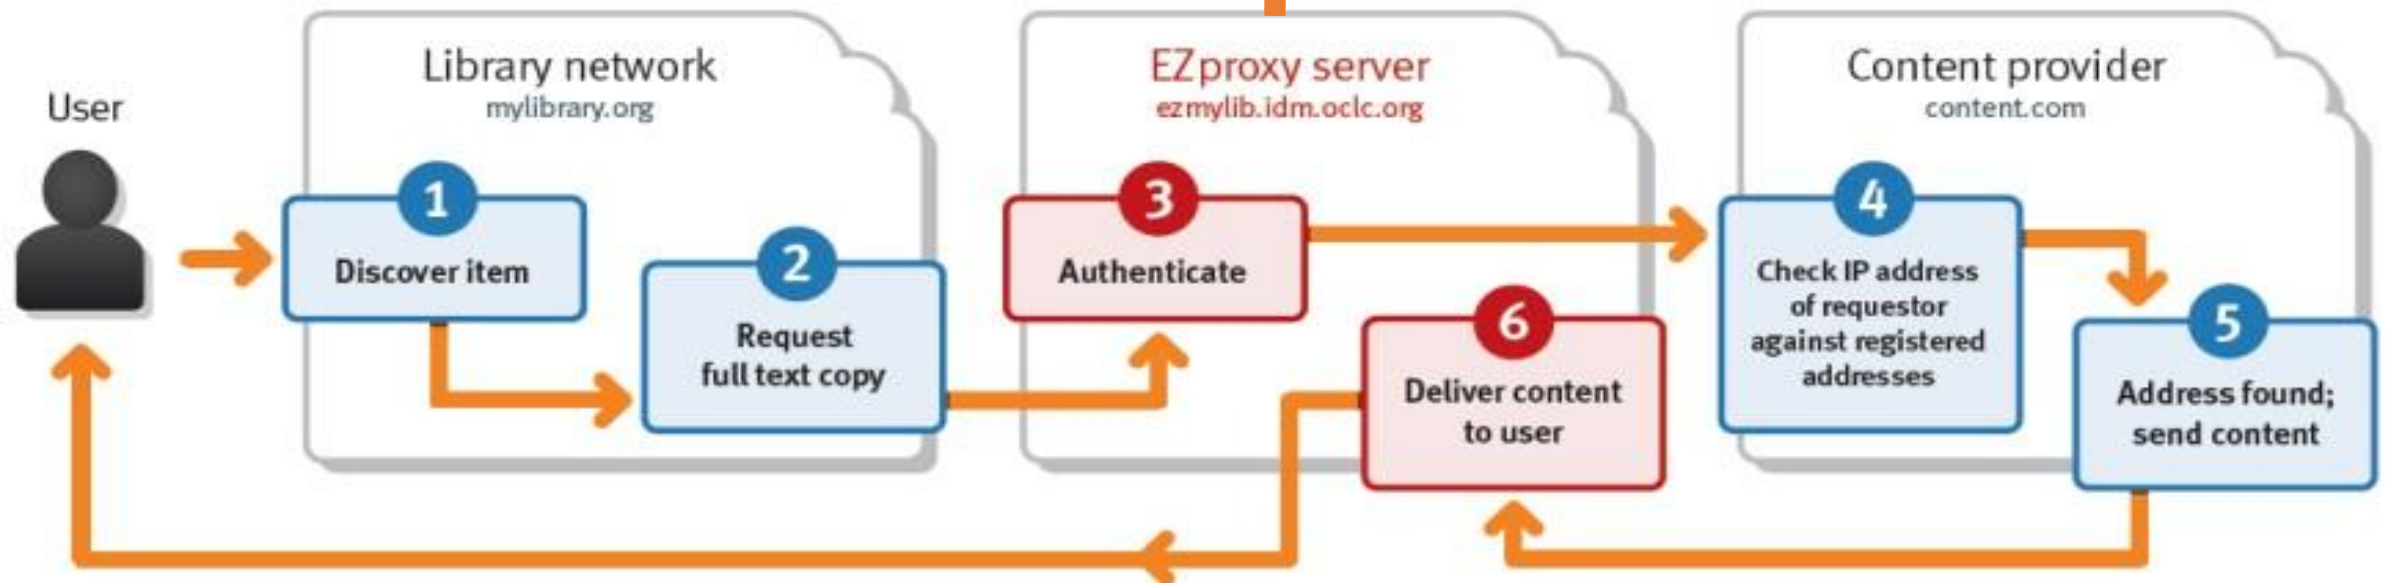 User
Library network
mylibrary.org
1
Discover item
2
Request
full text copy
EZproxy server
ezmylib.idm.oclc.org
3
Authenticate
6
Deliver content
to user
Content provider
content.com
4
Check IP address
of requestor
against registered
addresses
5
Address found;
send content